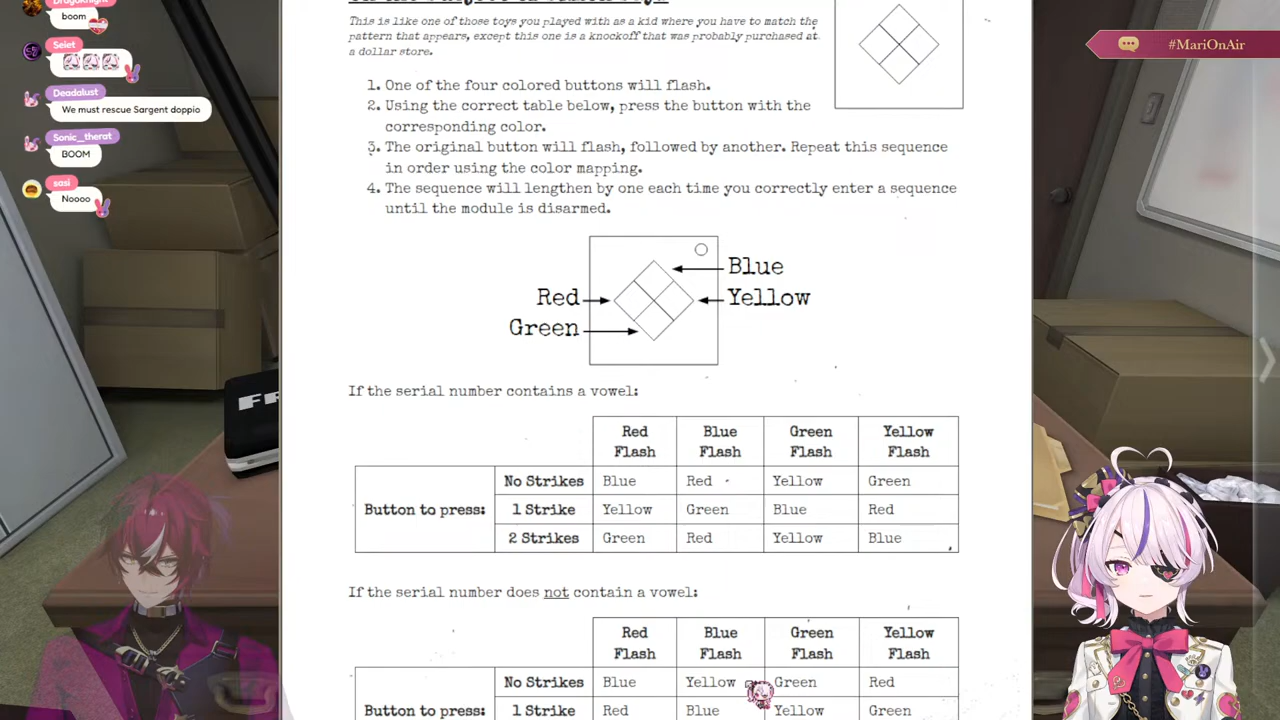 Dragoknight
boom
Selet
Deadalust
We must rescue Sargent doppio
Sonic_therat
BOOM
sasi
Noooo
#MariOnAir
This is like one of those toys you played with as a kid where you have to match the
pattern that appears, except this one is a knockoff that was probably purchased at
a dollar store.
1. One of the four colored buttons will flash.
2. Using the correct table below, press the button with the
corresponding color.
3. The original button will flash, followed by another. Repeat this sequence
in order using the color mapping.
4. The sequence will lengthen by one each time you correctly enter a sequence
until the module is disarmed.
Blue
Red
Yellow
Green
If the serial number contains a vowel:
Red Flash Blue Flash Green Flash Yellow Flash
Button to press:
No Strikes Blue Red Yellow Green
1 Strike Yellow Green Blue Red
2 Strikes Green Red Yellow Blue
If the serial number does not contain a vowel:
Red Flash Blue Flash Green Flash Yellow Flash
No Strikes Blue Yellow Green Red
Button to press: 1 Strike Red Blue Yellow Green